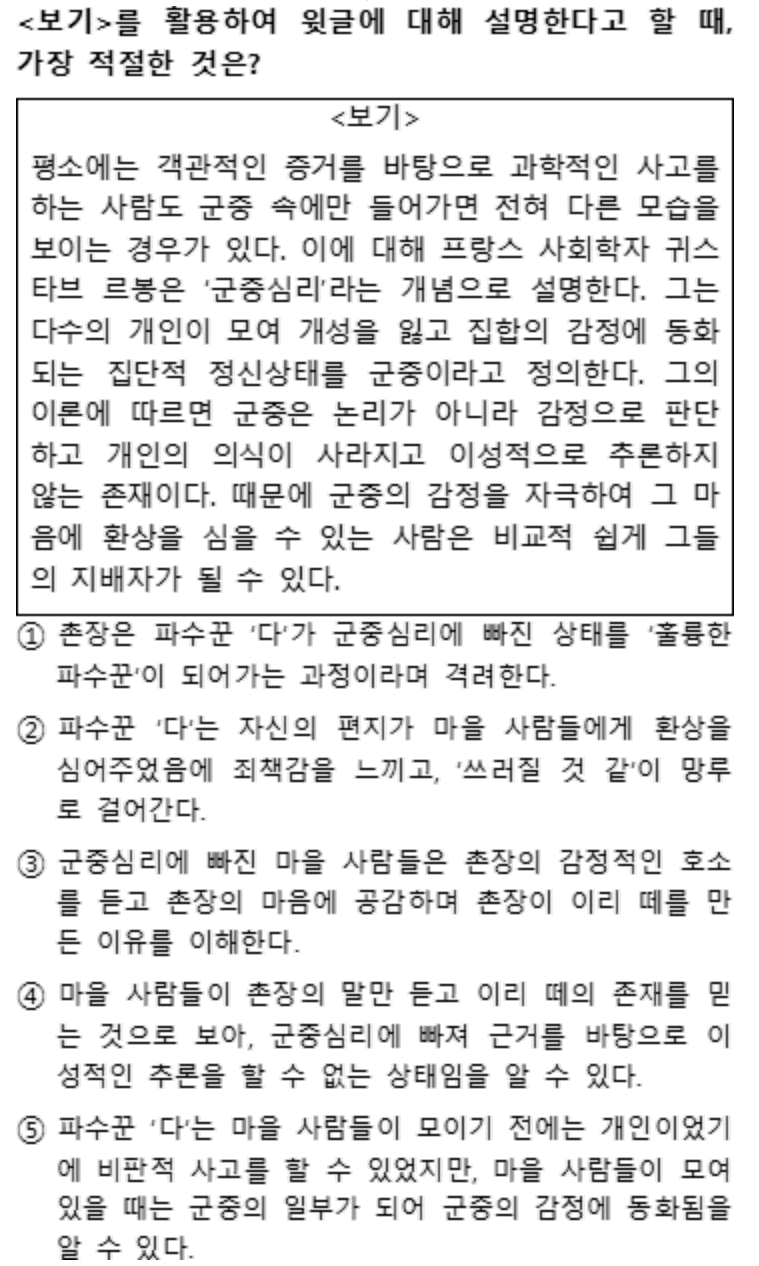 <보기>를 활용하여 윗글에 대해 설명한다고 할 때,
가장 적절한 것은?
<보기>
평소에는 객관적인 증거를 바탕으로 과학적인 사고를
하는 사람도 군중 속에만 들어가면 전혀 다른 모습을
보이는 경우가 있다. 이에 대해 프랑스 사회학자 귀스
타브 르봉은 '군중심리'라는 개념으로 설명한다. 그는
다수의 개인이 모여 개성을 잃고 집합의 감정에 동화
되는 집단적 정신상태를 군중이라고 정의한다. 그의
이론에 따르면 군중은 논리가 아니라 감정으로 판단
하고 개인의 의식이 사라지고 이성적으로 추론하지
않는 존재이다. 때문에 군중의 감정을 자극하여 그 마
음에 환상을 심을 수 있는 사람은 비교적 쉽게 그들
의 지배자가 될 수 있다.
① 촌장은 파수꾼 '다'가 군중심리에 빠진 상태를 '훌륭한
파수꾼'이 되어가는 과정이라며 격려한다.
② 파수꾼 '다'는 자신의 편지가 마을 사람들에게 환상을
심어주었음에 죄책감을 느끼고, '쓰러질 것 같'이 망루
로 걸어간다.
③ 군중심리에 빠진 마을 사람들은 촌장의 감정적인 호소
를 듣고 촌장의 마음에 공감하며 촌장이 이리 떼를 만
든 이유를 이해한다.
④ 마을 사람들이 촌장의 말만 듣고 이리 떼의 존재를 믿
는 것으로 보아, 군중심리에 빠져 근거를 바탕으로 이
성적인 추론을 할 수 없는 상태임을 알 수 있다.
⑤ 파수꾼 '다'는 마을 사람들이 모이기 전에는 개인이었기
에 비판적 사고를 할 수 있었지만, 마을 사람들이 모여
있을 때는 군중의 일부가 되어 군중의 감정에 동화됨을
알 수 있다.